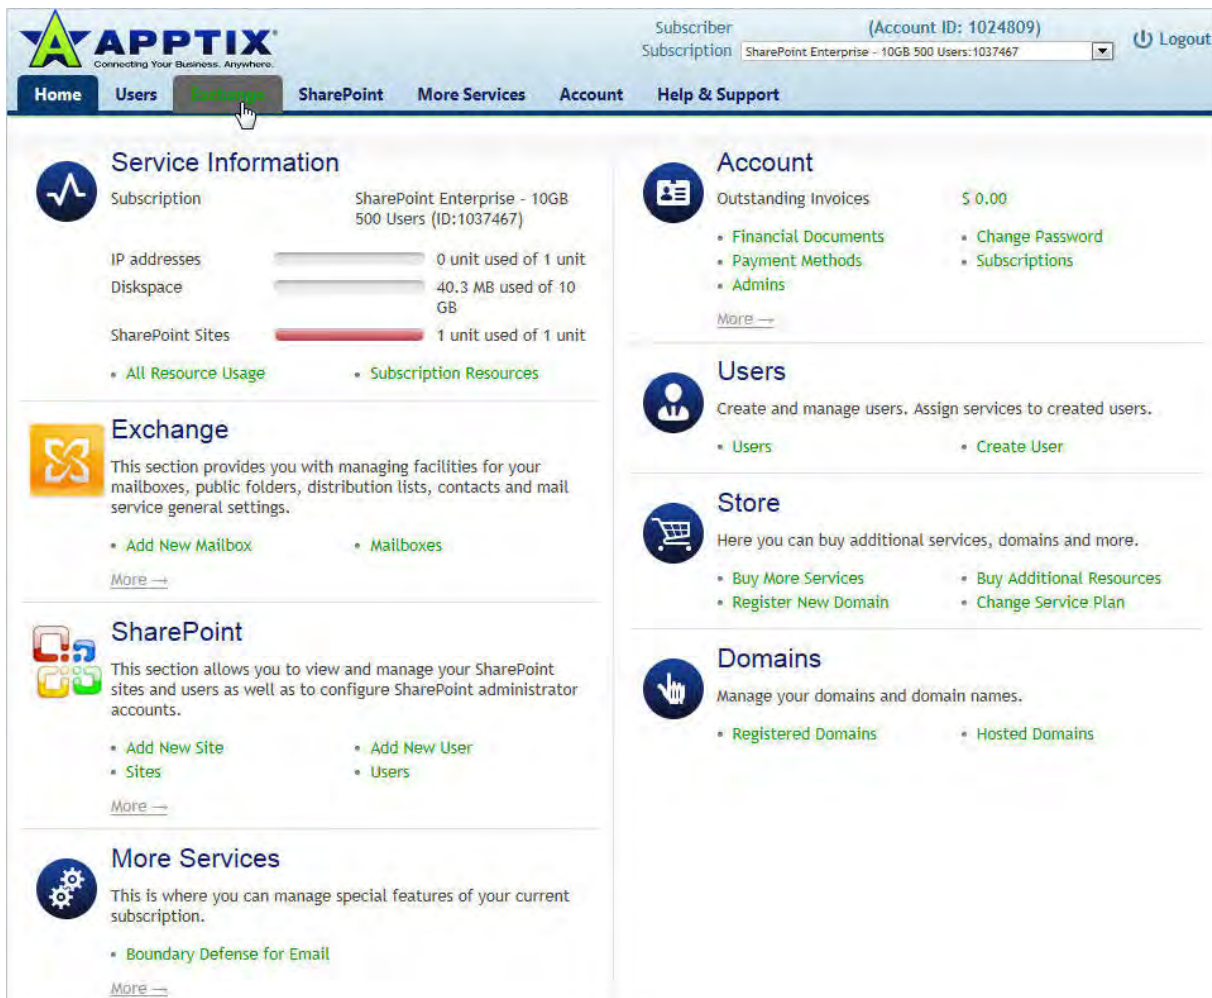 APPTIX
Connecting Your Business. Anywhere.
Subscriber (Account ID: 1024809)
Subscription SharePoint Enterprise - 10GB 500 Users:1037467
Logout
Home Users Exchange SharePoint More Services Account Help & Support
Service Information
Subscription SharePoint Enterprise - 10GB
500 Users (ID:1037467)
IP addresses 0 unit used of 1 unit
Diskspace 40.3 MB used of 10
GB
SharePoint Sites 1 unit used of 1 unit
All Resource Usage Subscription Resources
Exchange
This section provides you with managing facilities for your
mailboxes, public folders, distribution lists, contacts and mail
service general settings.
Add New Mailbox Mailboxes
More →
SharePoint
This section allows you to view and manage your SharePoint
sites and users as well as to configure SharePoint administrator
accounts.
Add New Site Add New User
Sites Users
More →
More Services
This is where you can manage special features of your current
subscription.
Boundary Defense for Email
More →
Account
Outstanding Invoices $ 0.00
Financial Documents Change Password
Payment Methods Subscriptions
Admins
More →
Users
Create and manage users. Assign services to created users.
Users Create User
Store
Here you can buy additional services, domains and more.
Buy More Services Buy Additional Resources
Register New Domain Change Service Plan
Domains
Manage your domains and domain names.
Registered Domains Hosted Domains